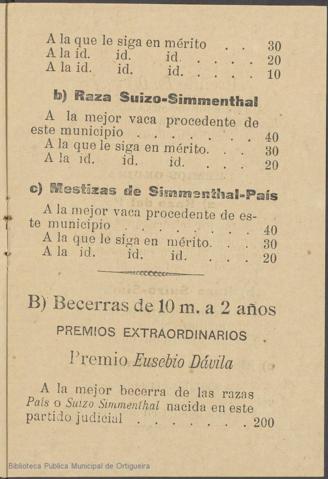 A la que le siga en mérito . . . 30
A la id. id. id. . . . 20
A la id. id. id. . . . 10
b) Raza Suizo-Simmenthal
A la mejor vaca procedente de
este municipio . . . . . . . 40
A la que le siga en mérito. . . . 30
A la id. id. id. . . . 20
c) Mestizas de Simmenthal-País
A la mejor vaca procedente de es-
te municipio . . . . . . . 40
A la que le siga en mérito. . . . 30
A la id. id. id. . . . 20
B) Becerras de 10 m. a 2 años
PREMIOS EXTRAORDINARIOS
Premio Eusebio Dávila
A la mejor becerra de las razas
País o Suizo Simmenthal nacida en este
partido judicial . . . . . . 200
Biblioteca Pública Municipal de Ortigueira